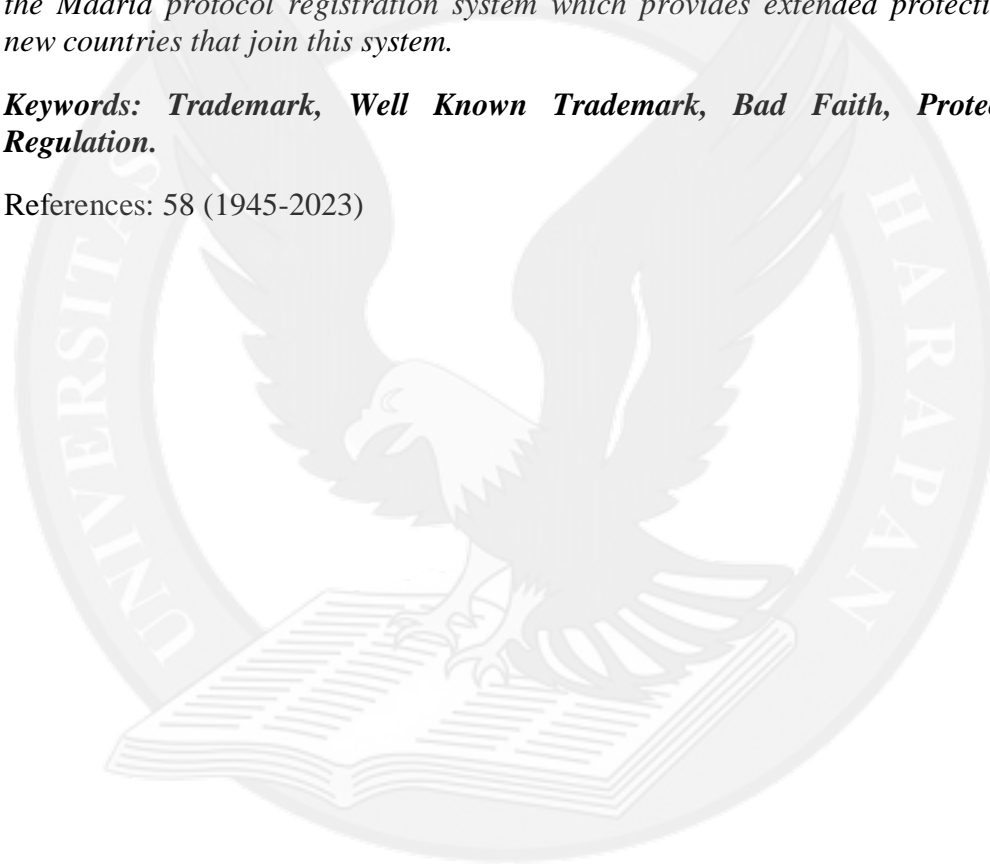 the Madrid protocol registration system which provides extended
new countries that join this system.
Keywords: Trademark, Well Known Trademark, Bad Faith,
Regulation.
References: 58 (1945-2023)
UNIVERSITAS
HARAPAN